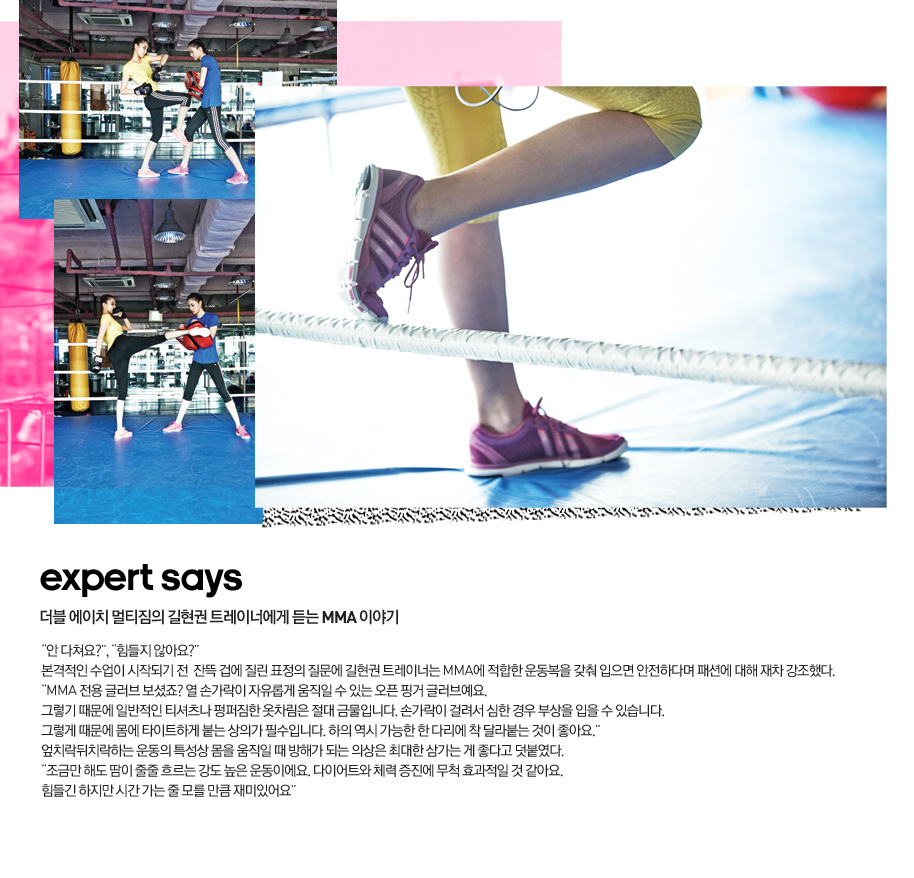 expert says
더블 에이치 멀티짐의 길현권 트레이너에게 듣는 MMA 이야기
“안 다쳐요?”, “힘들지 않아요?”
본격적인 수업이 시작되기 전 잔뜩 겁에 질린 표정의 질문에 길현권 트레이너는 MMA에 적합한 운동복을 갖춰 입으면 안전하다며 패션에 대해 재차 강조했다.
“MMA 전용 글러브 보셨죠? 열 손가락이 자유롭게 움직일 수 있는 오픈 핑거 글러브예요.
그렇기 때문에 일반적인 티셔츠나 펑퍼짐한 옷차림은 절대 금물입니다. 손가락이 걸려서 심한 경우 부상을 입을 수 있습니다.
그렇게 때문에 몸에 타이트하게 붙는 상의가 필수입니다. 하의 역시 가능한 한 다리에 착 달라붙는 것이 좋아요.”
엎치락뒤치락하는 운동의 특성상 몸을 움직일 때 방해가 되는 의상은 최대한 삼가는 게 좋다고 덧붙였다.
“조금만 해도 땀이 줄줄 흐르는 강도 높은 운동이에요. 다이어트와 체력 증진에 무척 효과적일 것 같아요.
힘들긴 하지만 시간 가는 줄 모를 만큼 재미있어요”